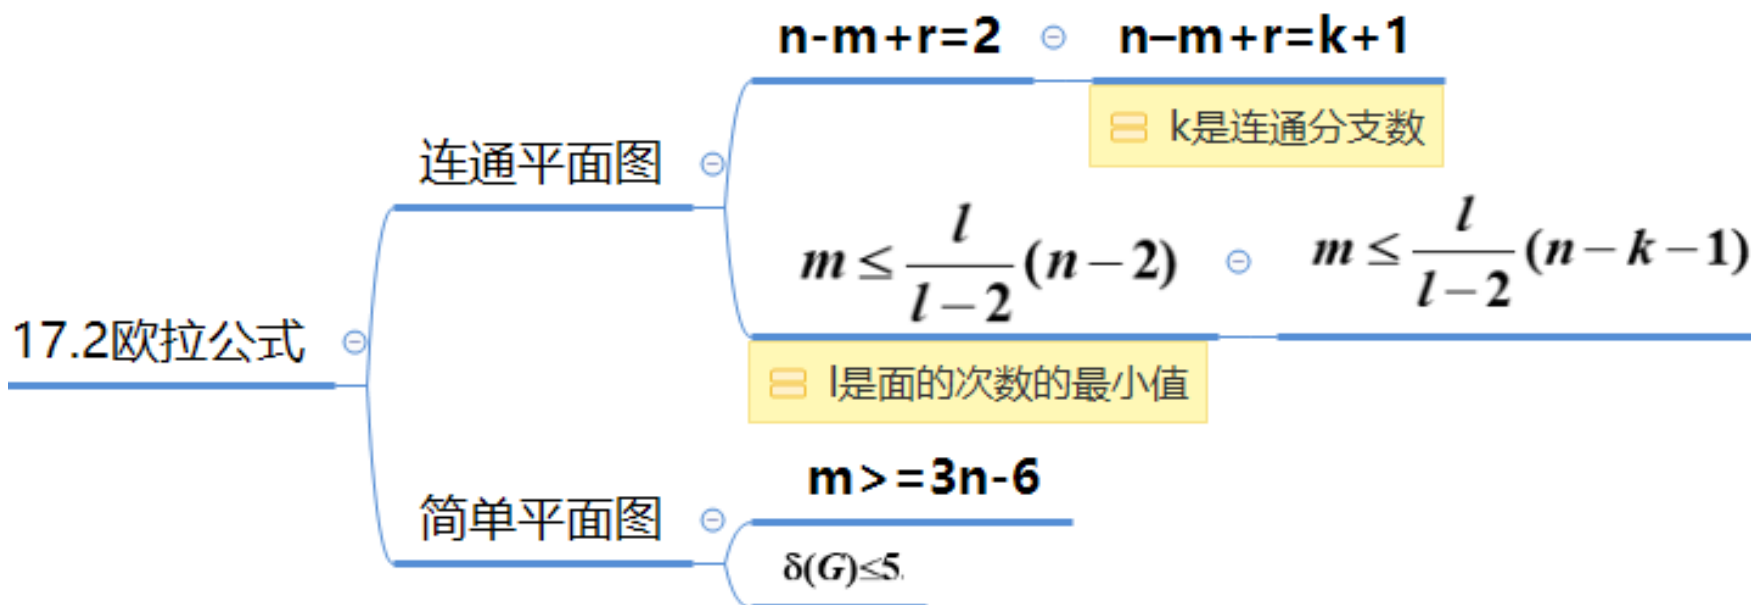 n-m+r=2
n–m+r=k+1
k是连通分支数
连通平面图
m ≤ \frac{l}{l-2}(n-2)
m ≤ \frac{l}{l-2}(n-k-1)
17.2欧拉公式
l是面的次数的最小值
m>=3n-6
简单平面图
δ(G)≤5.